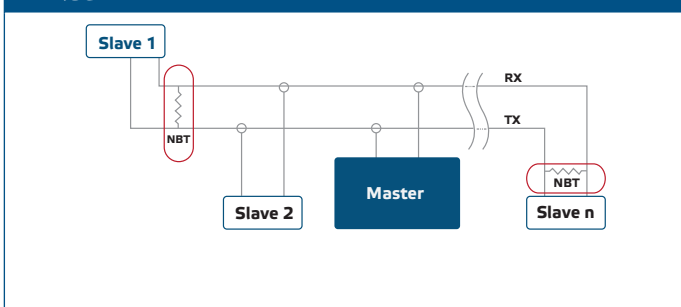 Slave 1
RX
TX
NBT
Master
NBT
Slave 2
Slave n